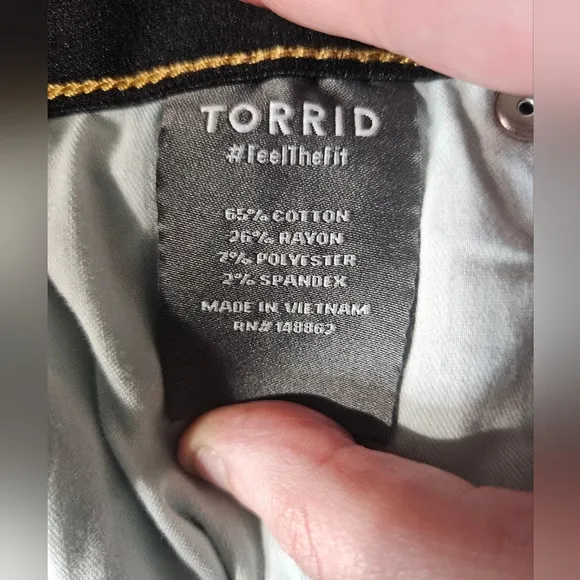 TORRID
#FeelTheFit
65% COTTON
26% RAYON
7% POLYESTER
2% SPANDEX
MADE IN VIETNAM
RN# 148862